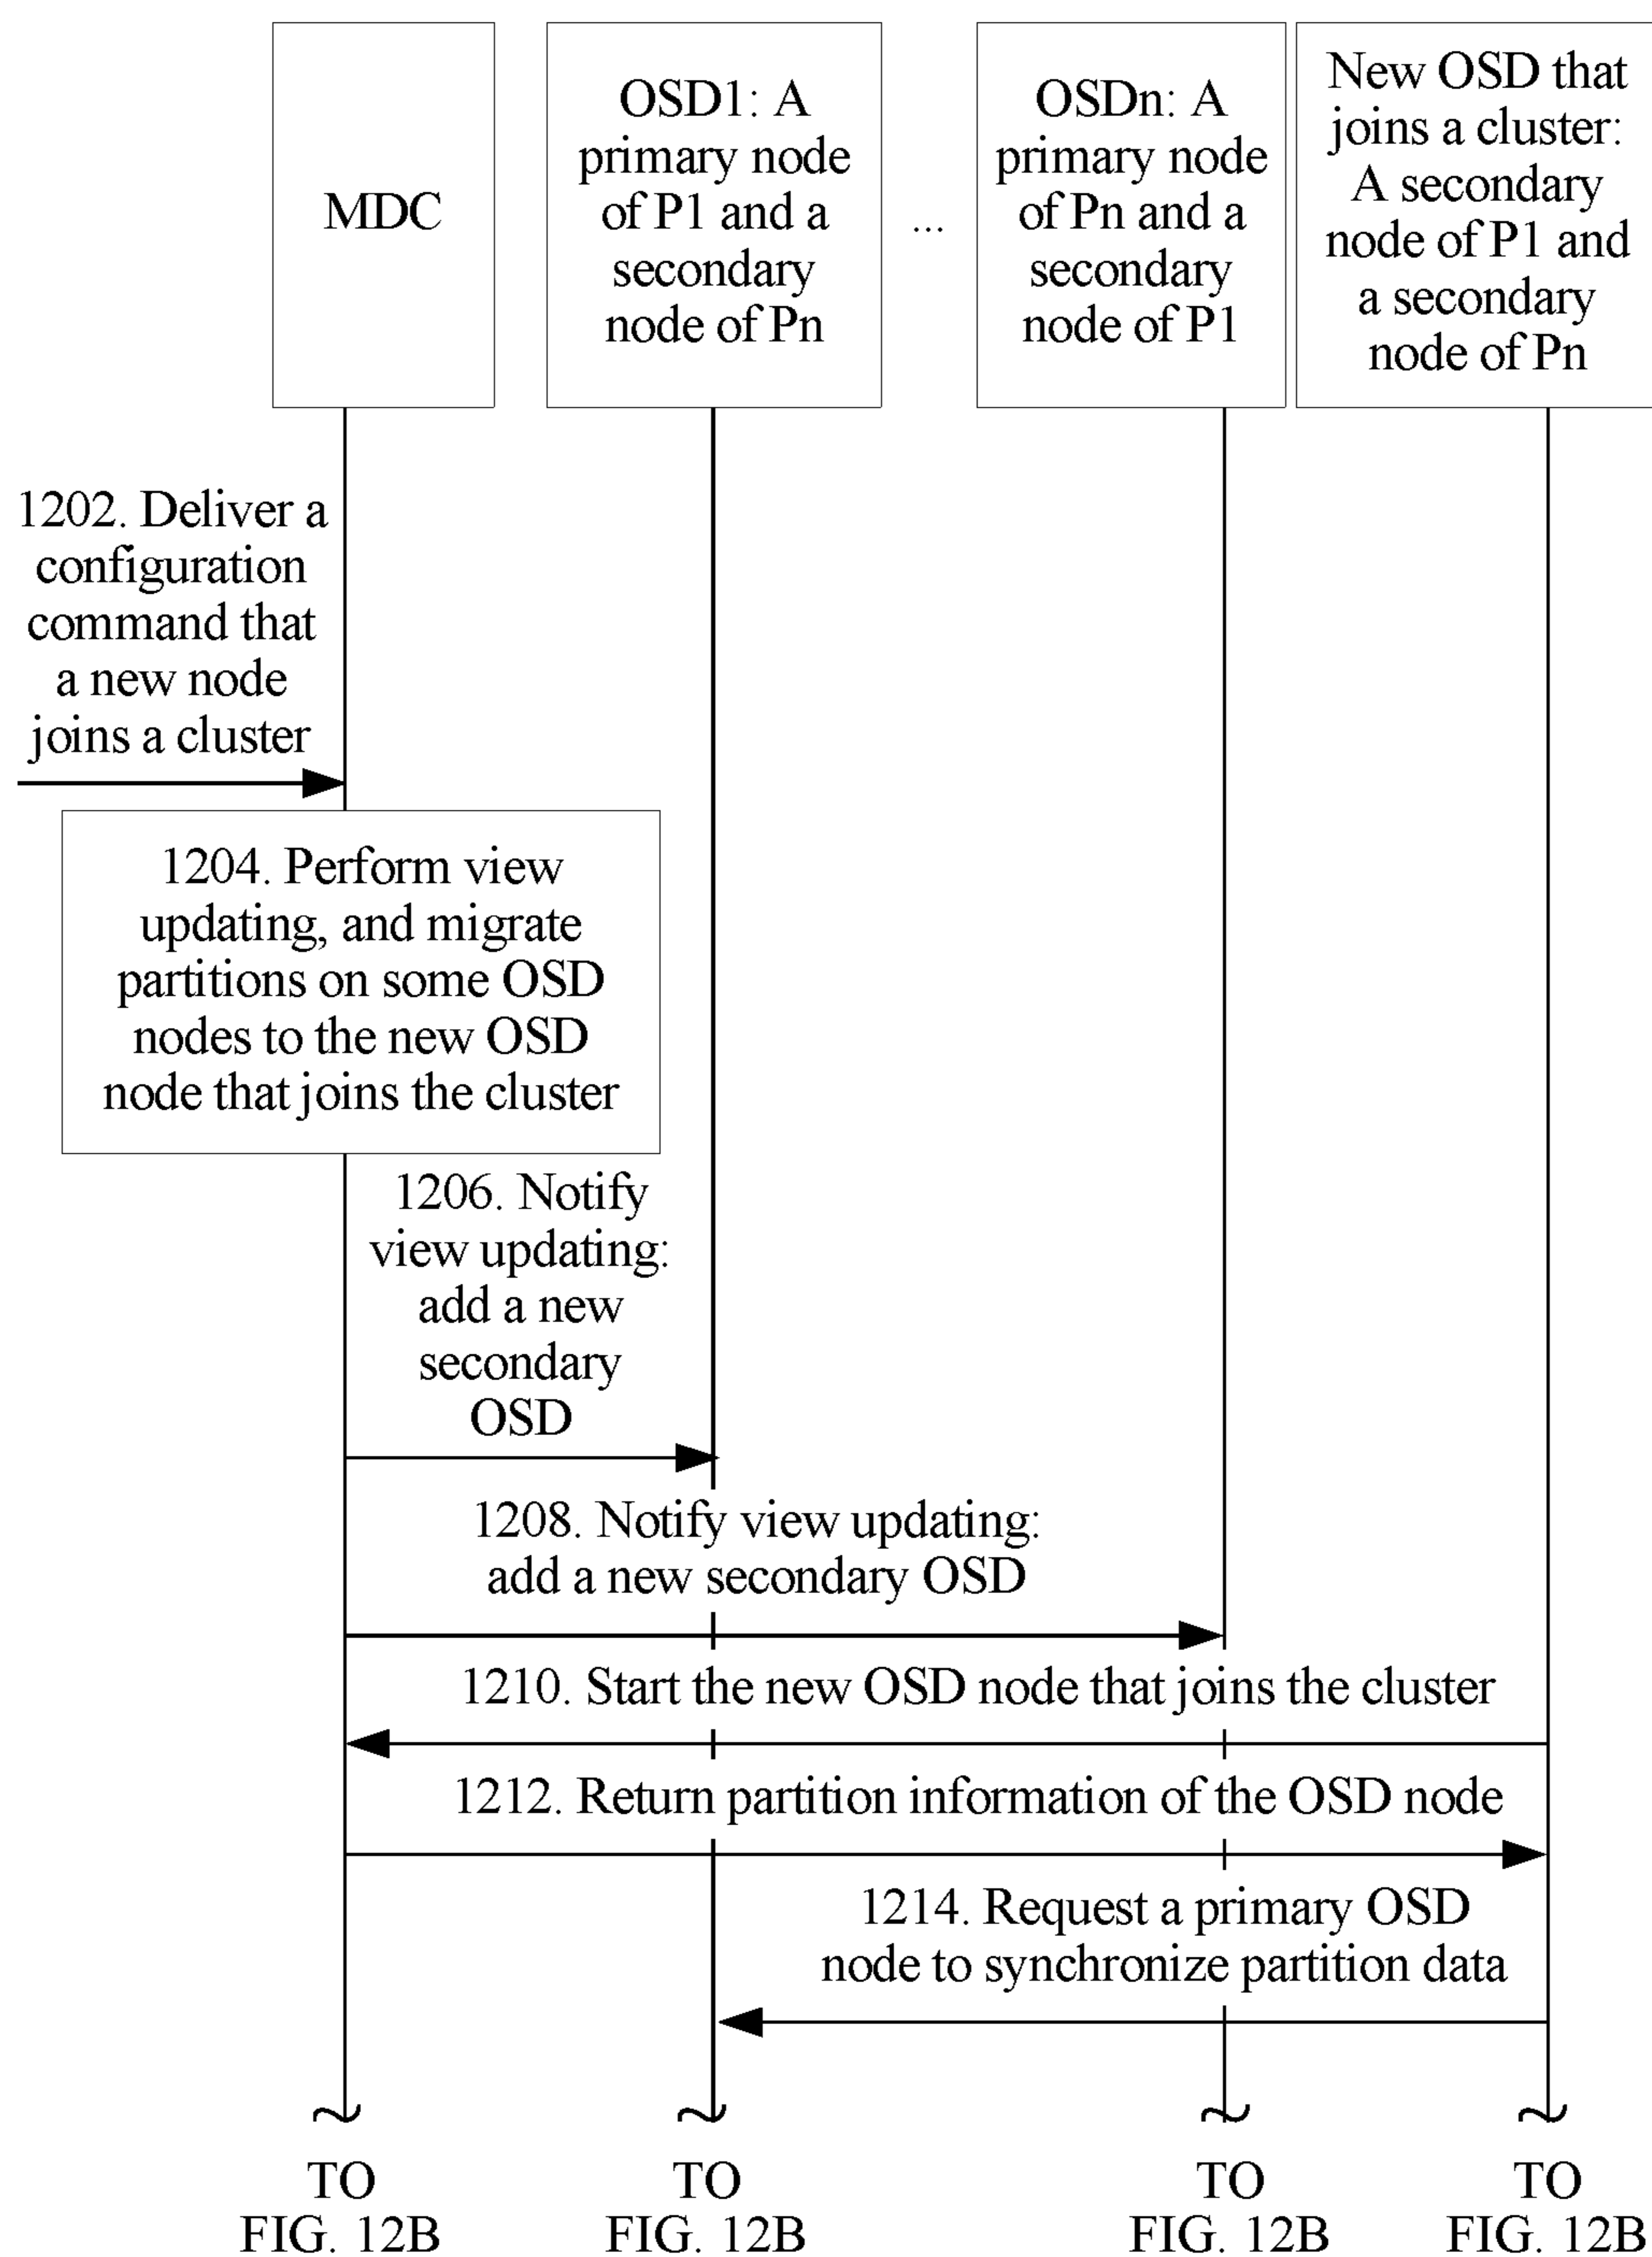 MDC
OSD1: A
primary node
of P1 and a
secondary
node of Pn
...
OSDn: A
primary node
of Pn and a
secondary
node of P1
New OSD that
joins a cluster:
A secondary
node of P1 and
a secondary
node of Pn
1202. Deliver a
configuration
command that
a new node
joins a cluster
1204. Perform view
updating, and migrate
partitions on some OSD
nodes to the new OSD
node that joins the cluster
1206. Notify
view updating:
add a new
secondary
OSD
1208. Notify view updating:
add a new secondary OSD
1210. Start the new OSD node that joins the cluster
1212. Return partition information of the OSD node
1214. Request a primary OSD
node to synchronize partition data
TO
FIG. 12B
TO
FIG. 12B
TO
FIG. 12B
TO
FIG. 12B